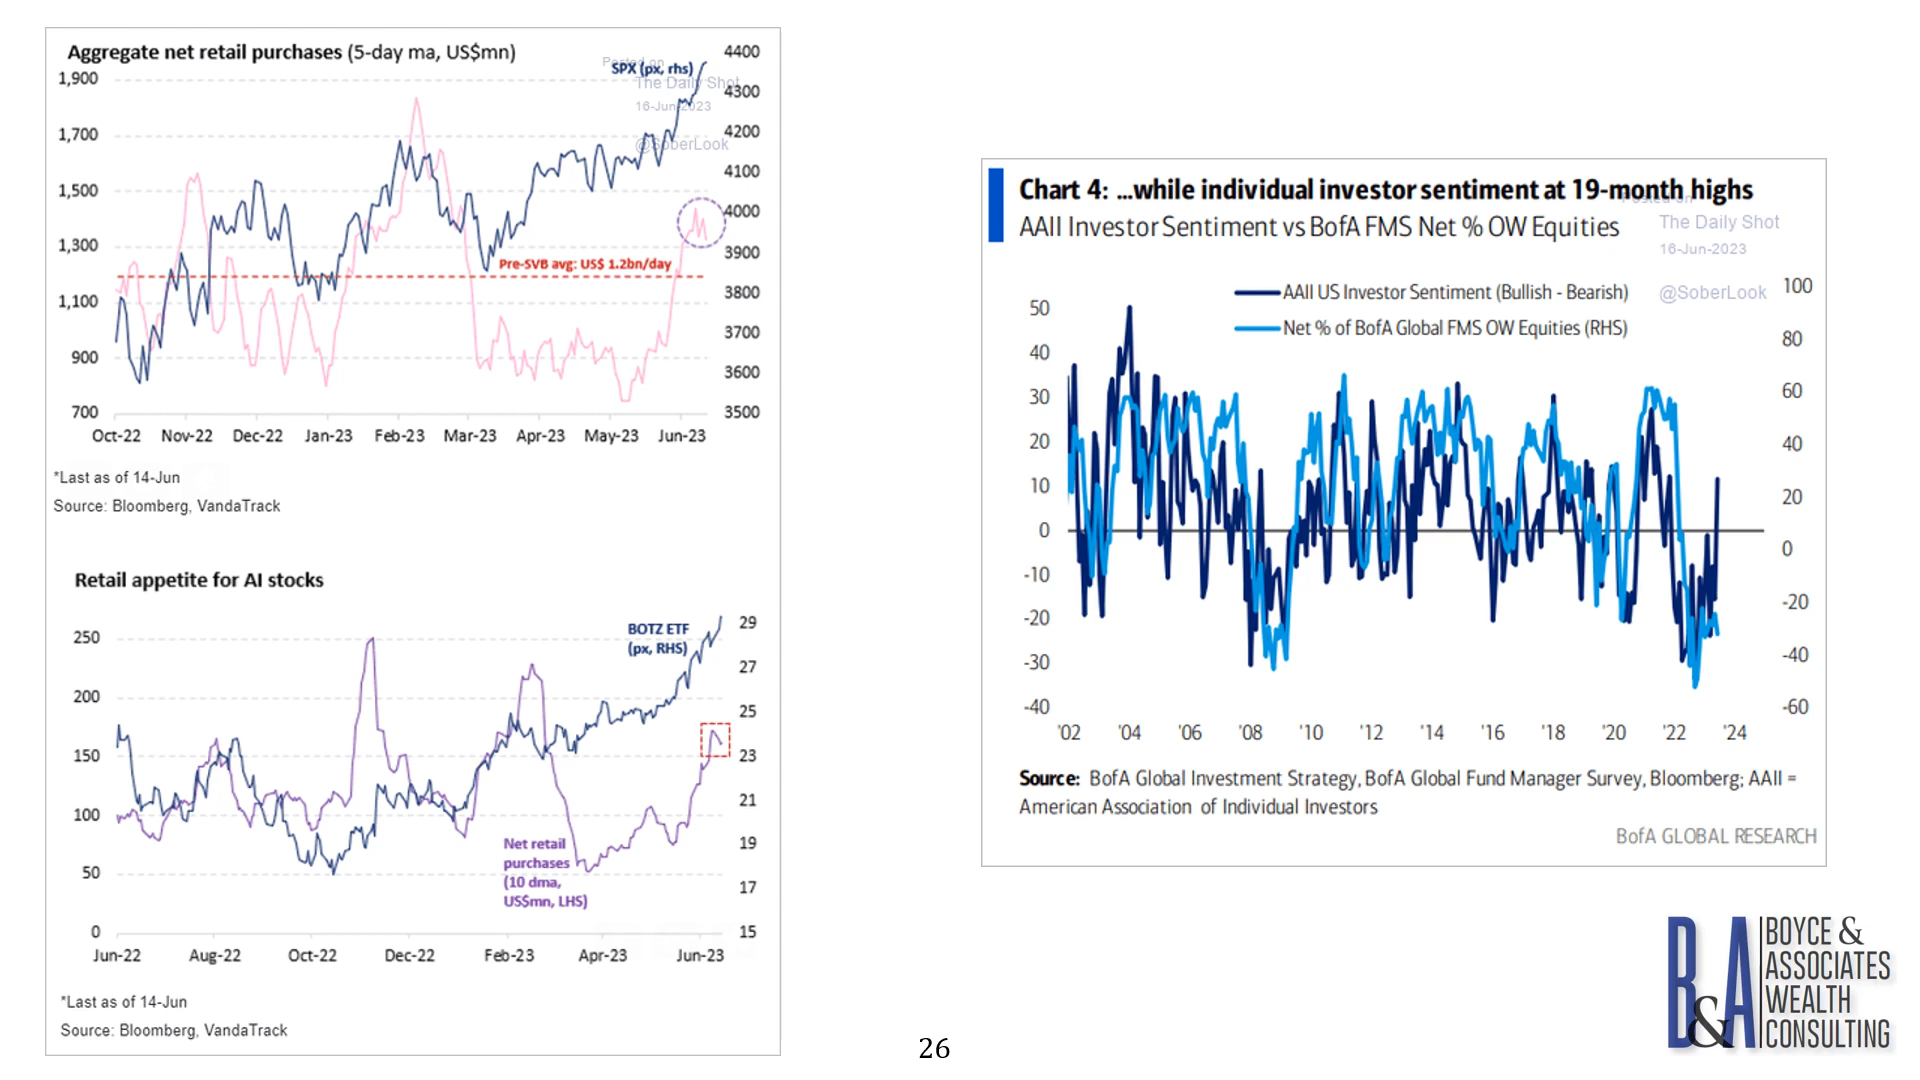 Aggregate net retail purchases (5-day ma, US$mn)
Posted on
SPX (px, rhs)
The Daily Shot
16-Jun-2023
@SoberLook
1,900
1,700
1,500
1,300
1,100
900
700
4400
4300
4200
4100
4000
3900
3800
3700
3600
3500
Pre-SVB avg: US$ 1.2bn/day
Oct-22 Nov-22 Dec-22 Jan-23 Feb-23 Mar-23 Apr-23 May-23 Jun-23
*Last as of 14-Jun
Source: Bloomberg, VandaTrack
Retail appetite for AI stocks
BOTZ ETF
(px, RHS)
250
200
150
100
50
0
29
27
25
23
21
19
17
15
Net retail
purchases
(10 dma,
US$mn, LHS)
Jun-22 Aug-22 Oct-22 Dec-22 Feb-23 Apr-23 Jun-23
*Last as of 14-Jun
Source: Bloomberg, VandaTrack
Chart 4: ...while individual investor sentiment at 19-month highs
Posted on
AAII Investor Sentiment vs BofA FMS Net % OW Equities
The Daily Shot
16-Jun-2023
@SoberLook
AAII US Investor Sentiment (Bullish - Bearish)
Net % of BofA Global FMS OW Equities (RHS)
50
40
30
20
10
0
-10
-20
-30
-40
100
80
60
40
20
0
-20
-40
-60
'02 '04 '06 '08 '10 '12 '14 '16 '18 '20 '22 '24
Source: BofA Global Investment Strategy, BofA Global Fund Manager Survey, Bloomberg; AAII =
American Association of Individual Investors
BofA GLOBAL RESEARCH
B&A
BOYCE &
ASSOCIATES
WEALTH
CONSULTING
26